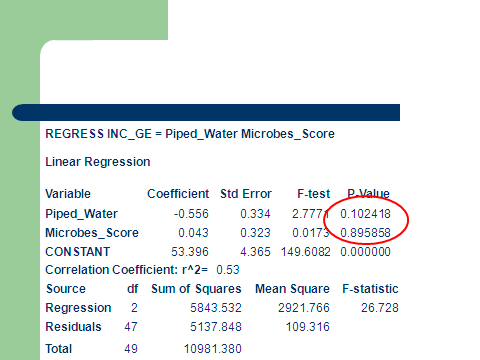 REGRESS INC_GE = Piped_Water Microbes_Score
Linear Regression
Variable Coefficient Std Error F-test P-Value
Piped_Water -0.556 0.334 2.7771 0.102418
Microbes_Score 0.043 0.323 0.0173 0.895858
CONSTANT 53.396 4.365 149.6082 0.000000
Correlation Coefficient: r^2= 0.53
Source df Sum of Squares Mean Square F-statistic
Regression 2 5843.532 2921.766 26.728
Residuals 47 5137.848 109.316
Total 49 10981.380